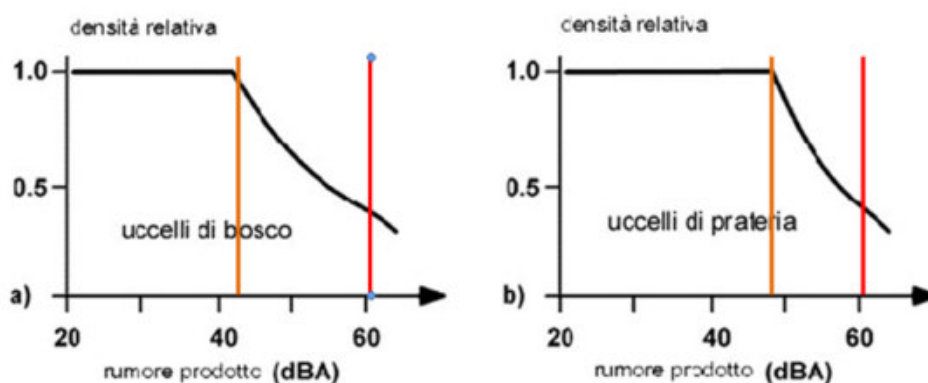 densità relativa
1.0
0.5
uccelli di bosco
a)
20
40
60
rumore prodotto (dBA)
densità relativa
1.0
0.5
uccelli di prateria
b)
20
40
60
rumore prodotto (dBA)